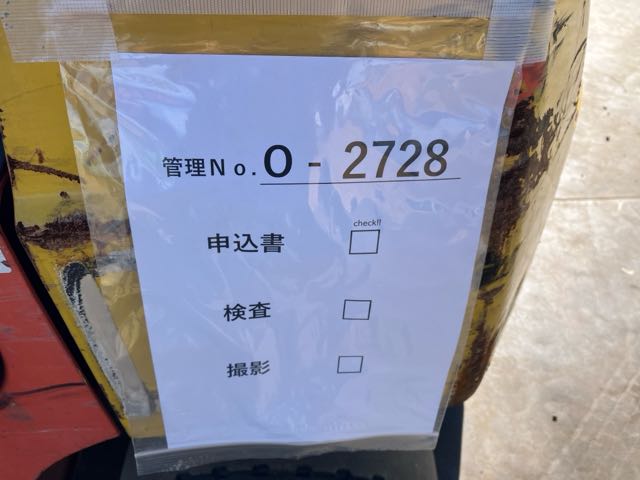 管理No. O - 2728
check!!
申込書 □
検査 □
撮影 □